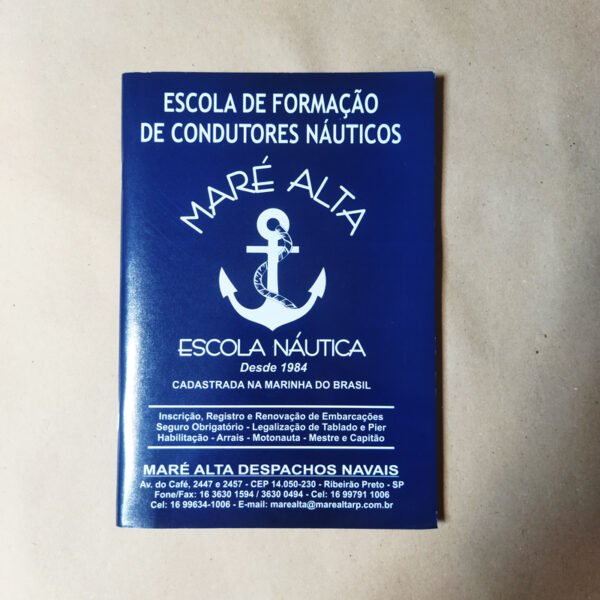 ESCOLA DE FORMAÇÃO
DE CONDUTORES NÁUTICOS
MARÉ ALTA
ESCOLA NÁUTICA
Desde 1984
CADASTRADA NA MARINHA DO BRASIL
Inscrição, Registro e Renovação de Embarcações
Seguro Obrigatório - Legalização de Tablado e Pier
Habilitação - Arrais - Motonauta - Mestre e Capitão
MARÉ ALTA DESPACHOS NAVAIS
Av. do Café, 2447 e 2457 - CEP 14.050-230 - Ribeirão Preto - SP
Fone/Fax: 16 3630 1594 / 3630 0494 - Cel: 16 99791 1006
Cel: 16 99634-1006 - E-mail: marealta@marealtarp.com.br